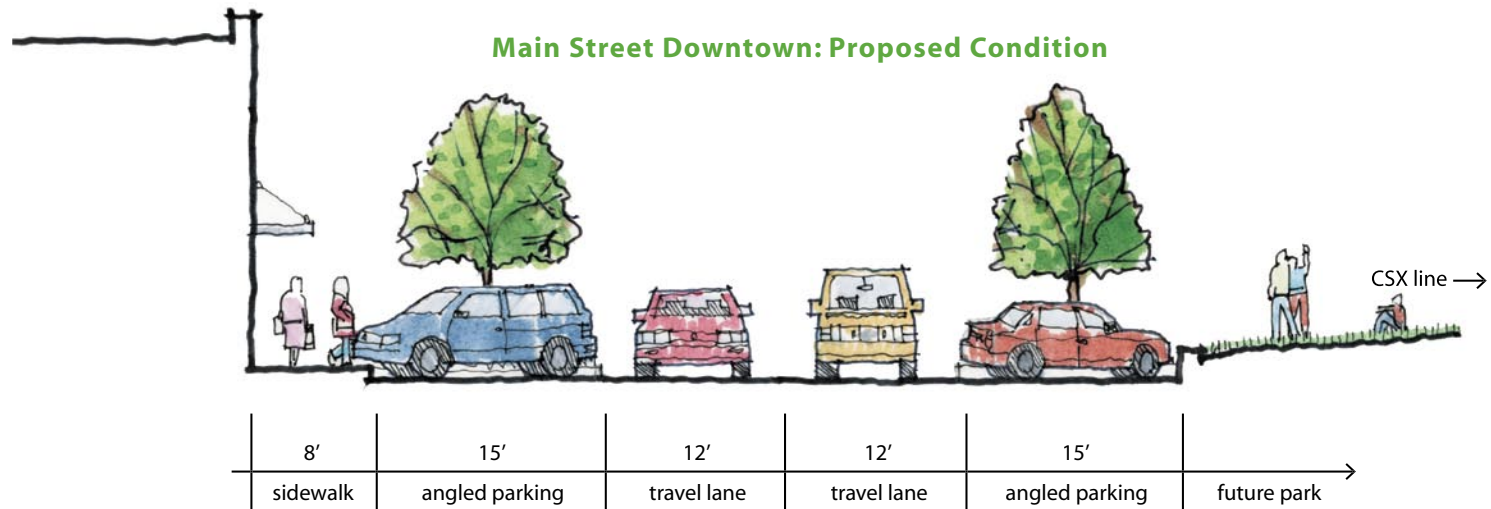 Main Street Downtown: Proposed Condition
CSX line
8’ 15’ 12’ 12’ 15’
sidewalk angled parking travel lane travel lane angled parking future park